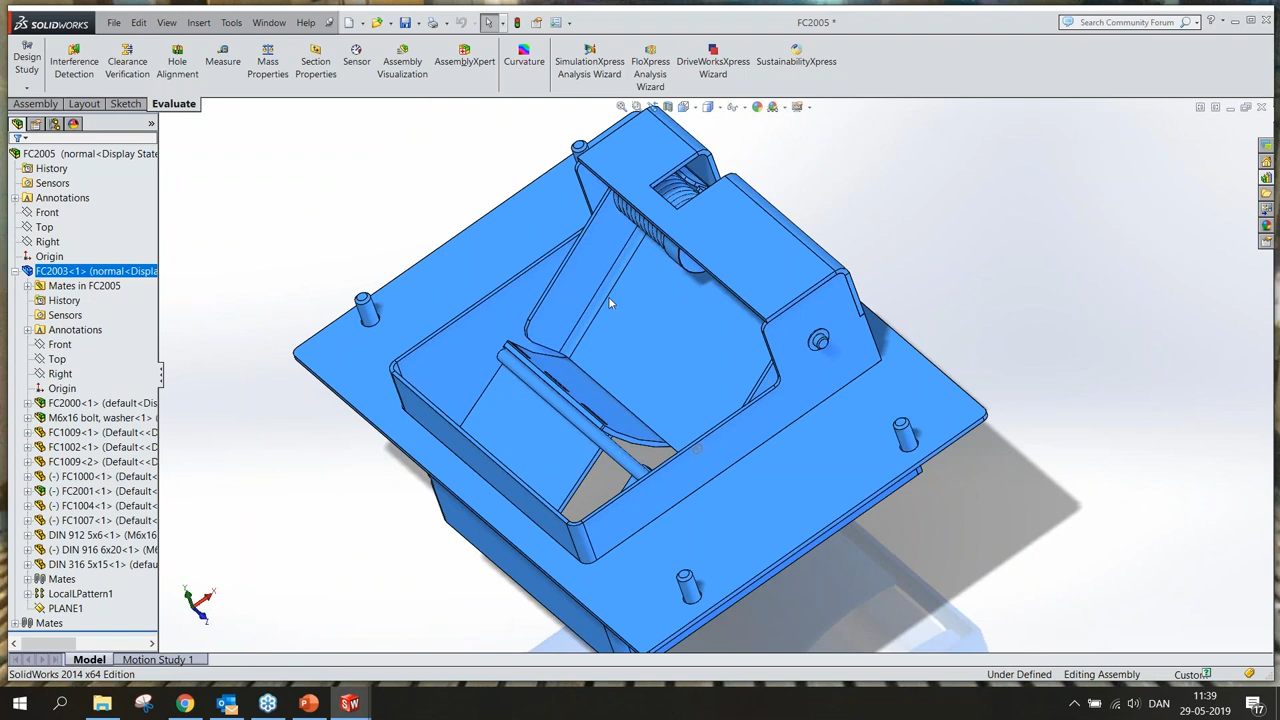 SOLIDWORKS
File Edit View Insert Tools Window Help
FC2005 *
Search Community Forum
Design Study
Interference Detection
Clearance Verification
Hole Alignment
Measure
Mass Properties
Section Properties
Sensor
Assembly Visualization
AssemblyXpert
Curvature
SimulationXpress Analysis Wizard
FloXpress Analysis Wizard
DriveWorksXpress Wizard
SustainabilityXpress
Assembly Layout Sketch Evaluate
FC2005 (normal<Display State
History
Sensors
Annotations
Front
Top
Right
Origin
FC2003<1> (normal<Displa
Mates in FC2005
History
Sensors
Annotations
Front
Top
Right
Origin
FC2000<1> (default<Dis
M6x16 bolt, washer<1>
FC1009<1> (Default<<D
FC1002<1> (Default<<D
FC1009<2> (Default<<D
(-) FC1000<1> (Default
(-) FC2001<1> (Default
(-) FC1004<1> (Default
(-) FC1007<1> (Default
DIN 912 5x6<1> (M6x
(-) DIN 916 6x20<1> (M6
DIN 316 5x15<1> (defau
Mates
LocalLPattern1
PLANE1
Mates
Model Motion Study 1
SolidWorks 2014 x64 Edition
Under Defined Editing Assembly Custom
DAN
11:39
29-05-2019
17